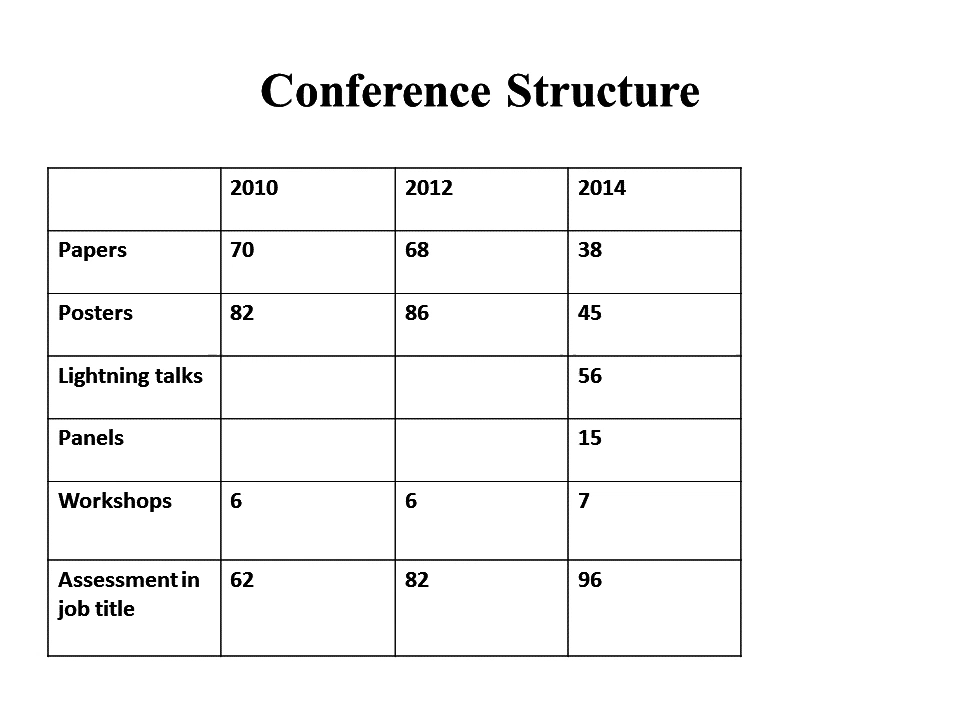 Conference Structure
2010 2012 2014
Papers 70 68 38
Posters 82 86 45
Lightning talks 56
Panels 15
Workshops 6 6 7
Assessment in 62 82 96
job title